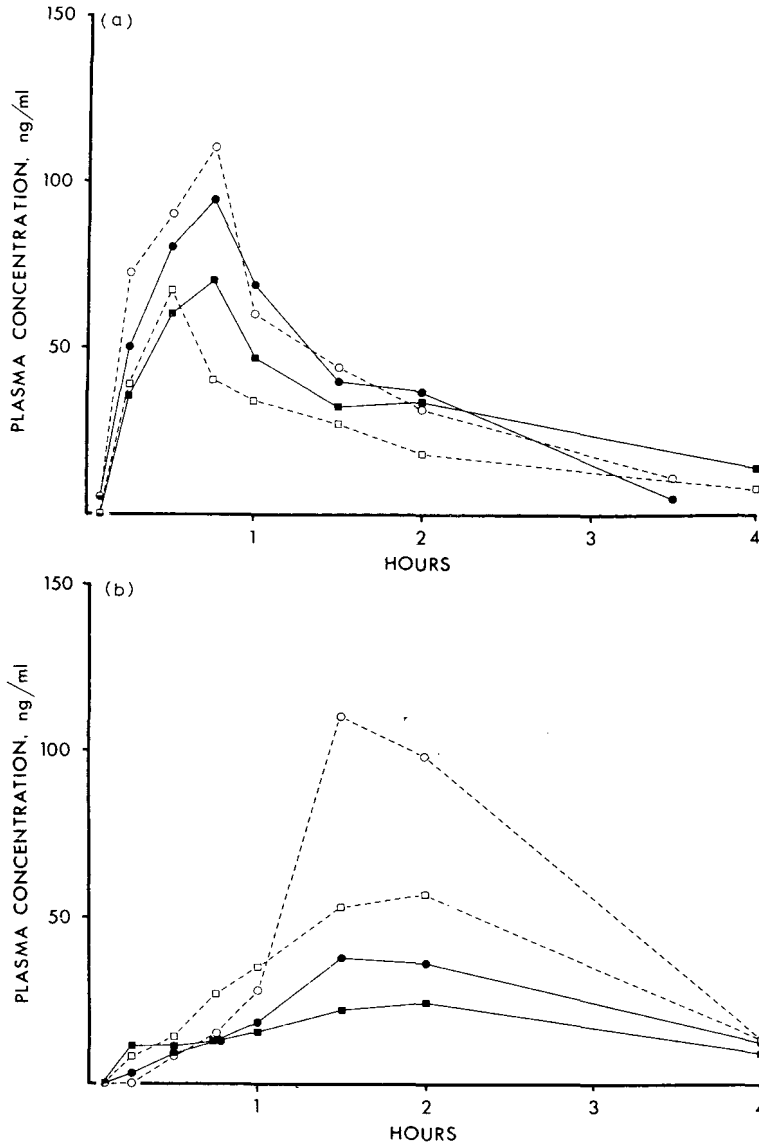 150
(a)
100
50
PLASMA CONCENTRATION, ng/ml
1
2
3
4
HOURS
150
(b)
100
50
PLASMA CONCENTRATION, ng/ml
1
2
3
4
HOURS